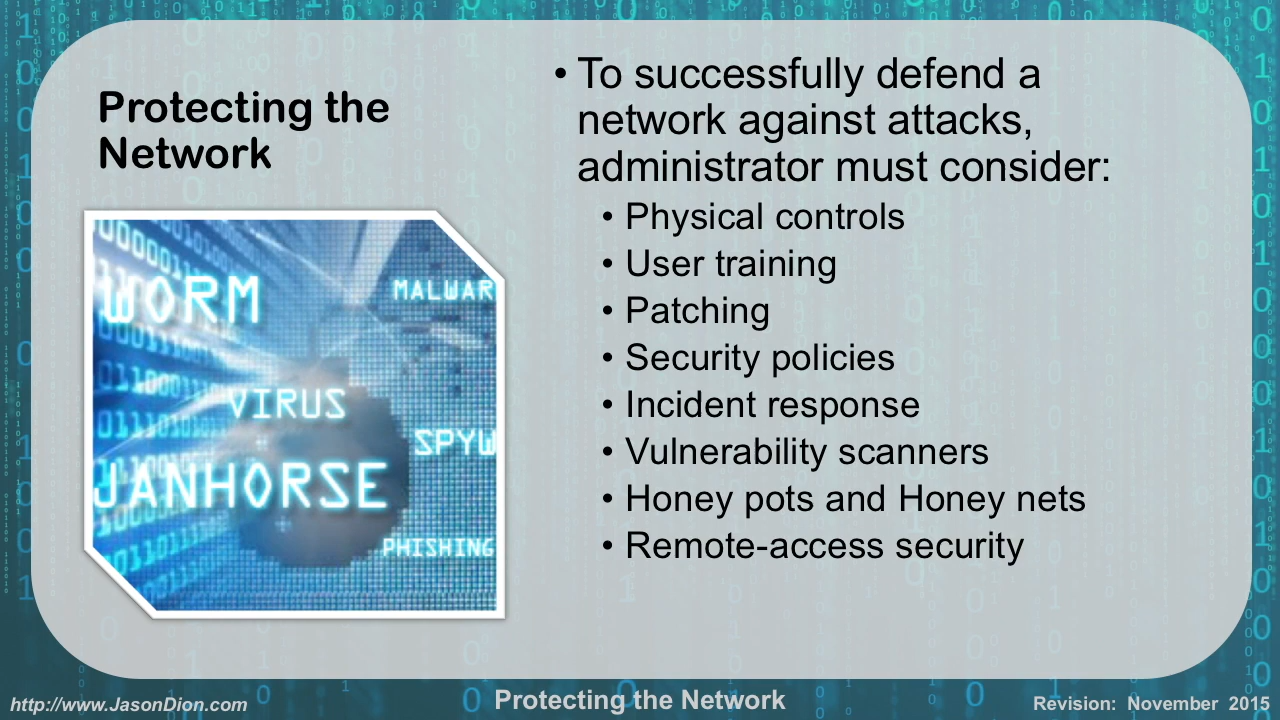 Protecting the
Network
• To successfully defend a
network against attacks,
administrator must consider:
• Physical controls
• User training
• Patching
• Security policies
• Incident response
• Vulnerability scanners
• Honey pots and Honey nets
• Remote-access security
WORM
MALWAR
VIRUS
SPYW
JANHORSE
PHISHING
http://www.JasonDion.com
Protecting the Network
Revision: November 2015